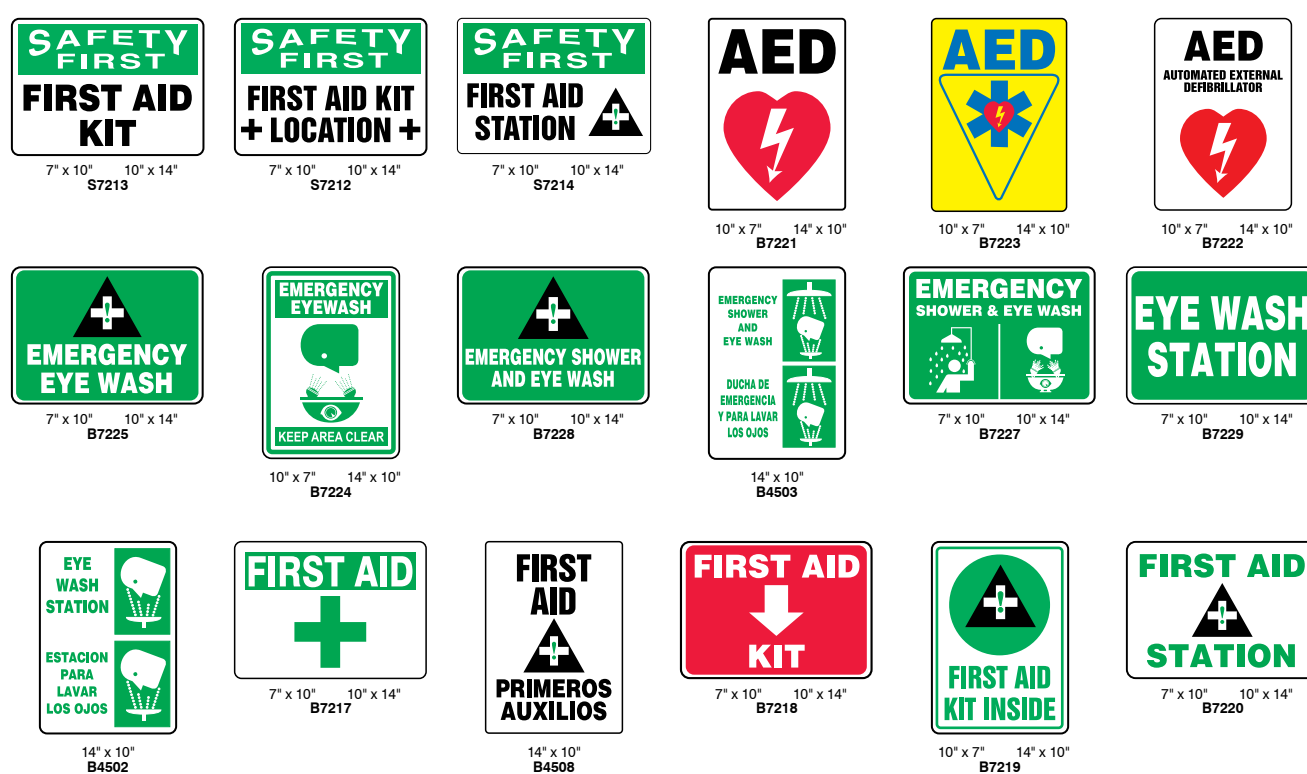 SAFETY
FIRST
FIRST AID
KIT
7" x 10" 10" x 14"
S7213
SAFETY
FIRST
FIRST AID KIT
+ LOCATION +
7" x 10" 10" x 14"
S7212
SAFETY
FIRST
FIRST AID
STATION
!
7" x 10" 10" x 14"
S7214
AED
10" x 7" 14" x 10"
B7221
AED
10" x 7" 14" x 10"
B7223
AED
AUTOMATED EXTERNAL
DEFIBRILLATOR
10" x 7" 14" x 10"
B7222
!
EMERGENCY
EYE WASH
7" x 10" 10" x 14"
B7225
EMERGENCY
EYEWASH
KEEP AREA CLEAR
10" x 7" 14" x 10"
B7224
!
EMERGENCY SHOWER
AND EYE WASH
7" x 10" 10" x 14"
B7228
EMERGENCY
SHOWER
AND
EYE WASH
DUCHA DE
EMERGENCIA
Y PARA LAVAR
LOS OJOS
14" x 10"
B4503
EMERGENCY
SHOWER & EYE WASH
7" x 10" 10" x 14"
B7227
EYE WASH
STATION
7" x 10" 10" x 14"
B7229
EYE
WASH
STATION
ESTACION
PARA
LAVAR
LOS OJOS
14" x 10"
B4502
FIRST AID
7" x 10" 10" x 14"
B7217
FIRST
AID
!
PRIMEROS
AUXILIOS
14" x 10"
B4508
FIRST AID
KIT
7" x 10" 10" x 14"
B7218
!
FIRST AID
KIT INSIDE
10" x 7" 14" x 10"
B7219
FIRST AID
!
STATION
7" x 10" 10" x 14"
B7220